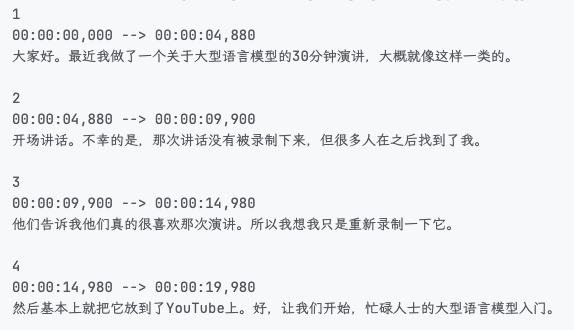 1
00:00:00,000 --> 00:00:04,880
大家好。最近我做了一个关于大型语言模型的30分钟演讲，大概就像这样一类的。
2
00:00:04,880 --> 00:00:09,900
开场讲话。不幸的是，那次讲话没有被录制下来，但很多人在之后找到了我。
3
00:00:09,900 --> 00:00:14,980
他们告诉我他们真的很喜欢那次演讲。所以我想我只是重新录制一下它。
4
00:00:14,980 --> 00:00:19,980
然后基本上就把它放到了YouTube上。好，让我们开始，忙碌人士的大型语言模型入门。